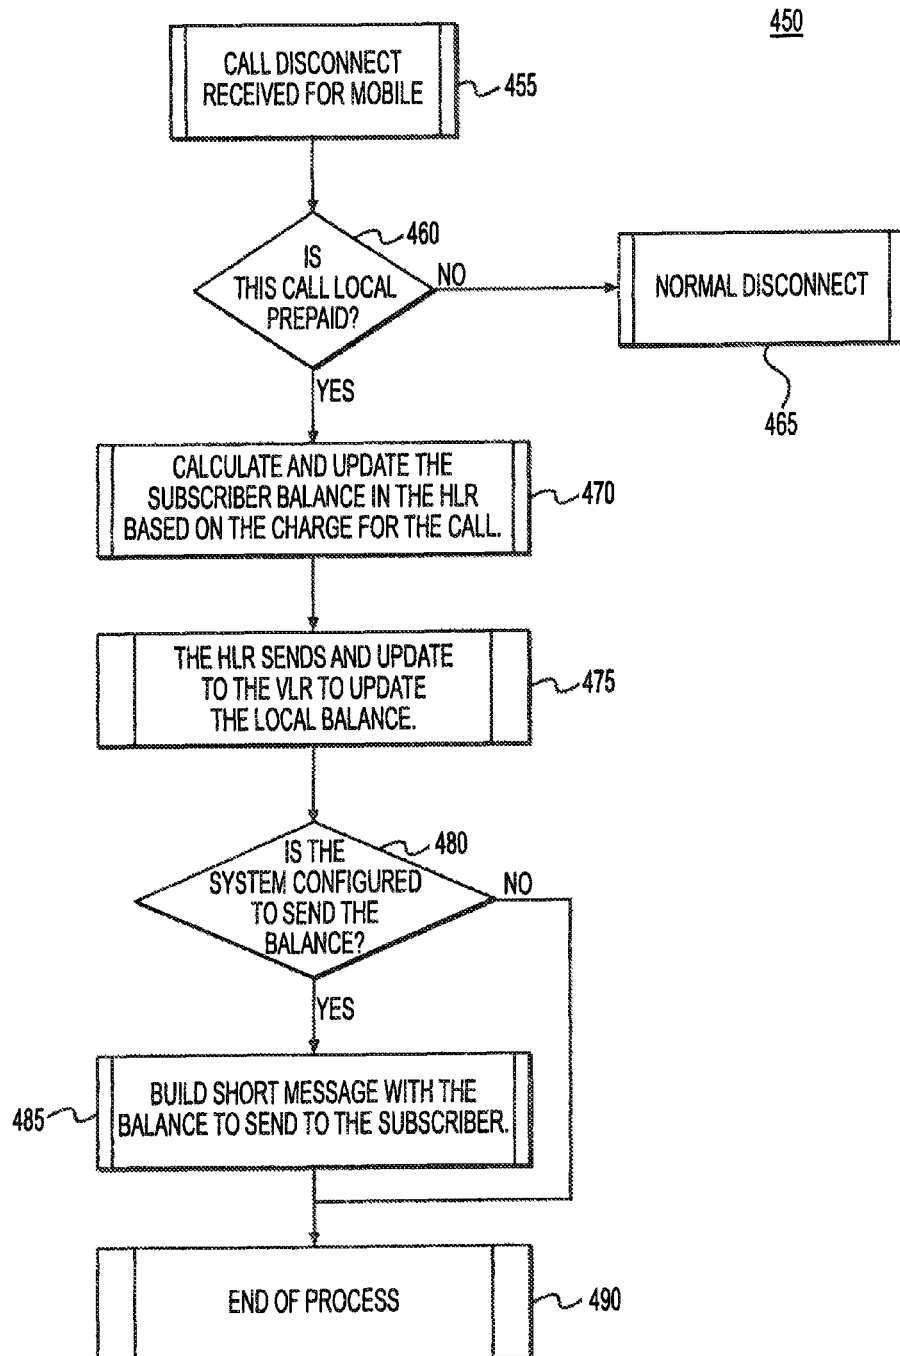 450
CALL DISCONNECT
RECEIVED FOR MOBILE
455
460
IS
THIS CALL LOCAL
PREPAID?
NO
NORMAL DISCONNECT
465
YES
CALCULATE AND UPDATE THE
SUBSCRIBER BALANCE IN THE HLR
BASED ON THE CHARGE FOR THE CALL.
470
THE HLR SENDS AND UPDATE
TO THE VLR TO UPDATE
THE LOCAL BALANCE.
475
480
IS THE
SYSTEM CONFIGURED
TO SEND THE
BALANCE?
NO
YES
BUILD SHORT MESSAGE WITH THE
BALANCE TO SEND TO THE SUBSCRIBER.
485
END OF PROCESS
490